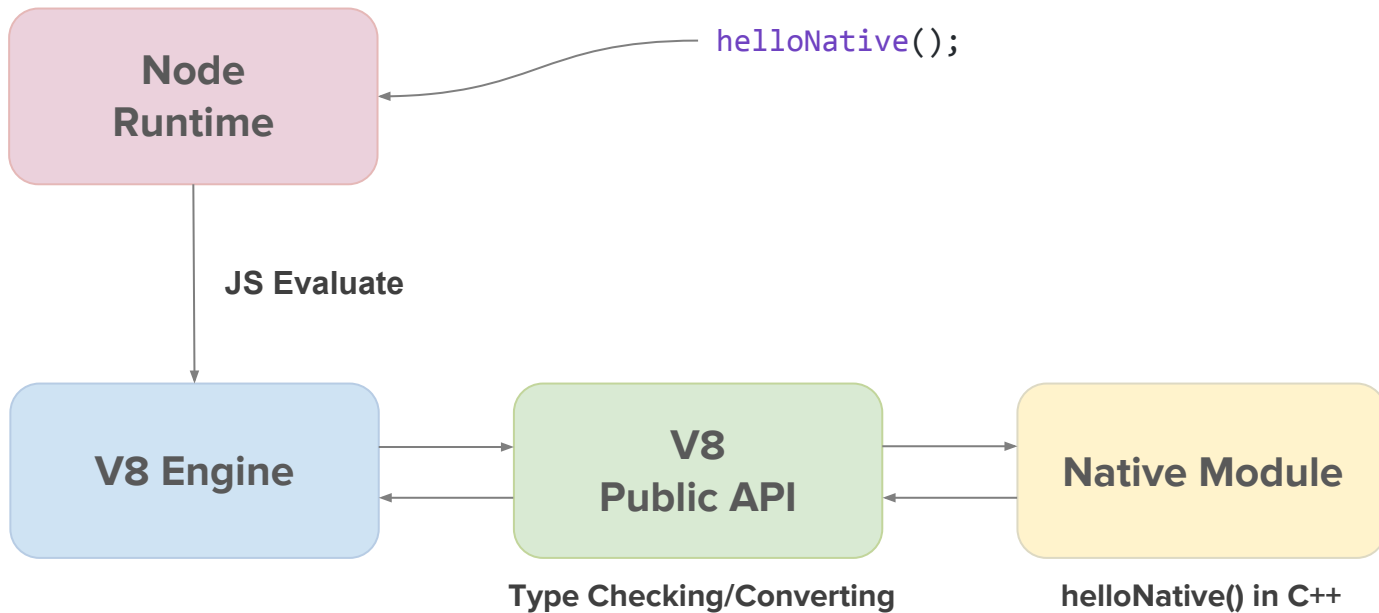 helloNative();
Node
Runtime
JS Evaluate
V8 Engine
V8
Public API
Native Module
Type Checking/Converting
helloNative() in C++